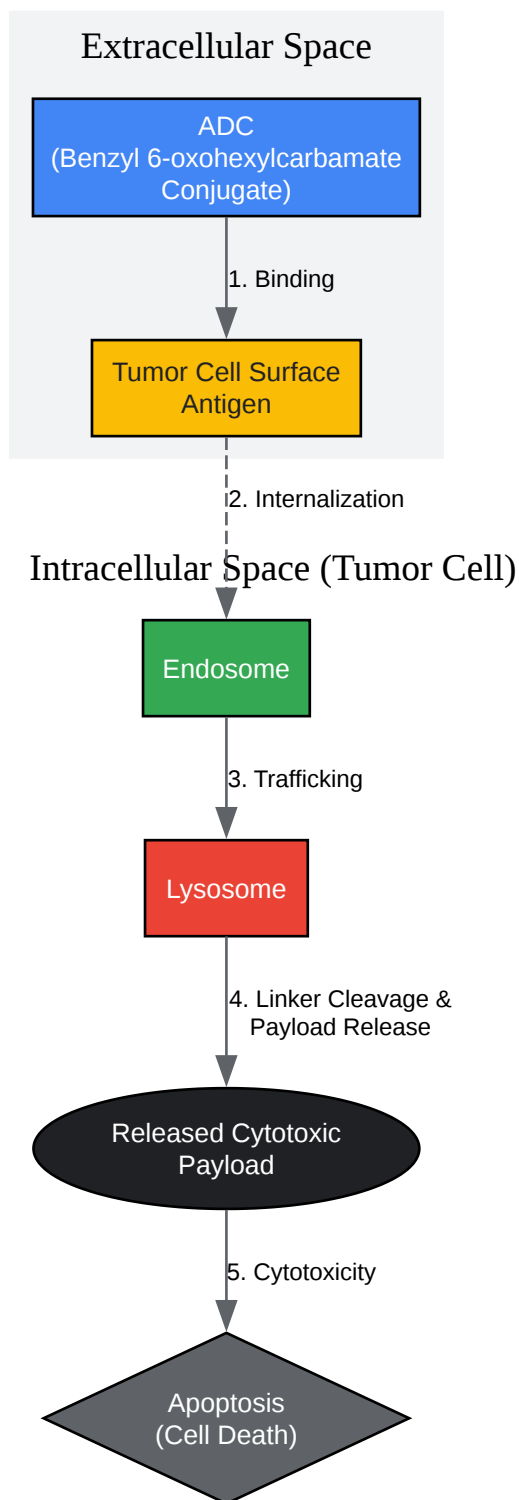 Extracellular Space
ADC
(Benzyl 6-oxohexylcarbamate
Conjugate)
1. Binding
Tumor Cell Surface
Antigen
2. Internalization
Intracellular Space (Tumor Cell)
Endosome
3. Trafficking
Lysosome
4. Linker Cleavage &
Payload Release
Released Cytotoxic
Payload
5. Cytotoxicity
Apoptosis
(Cell Death)